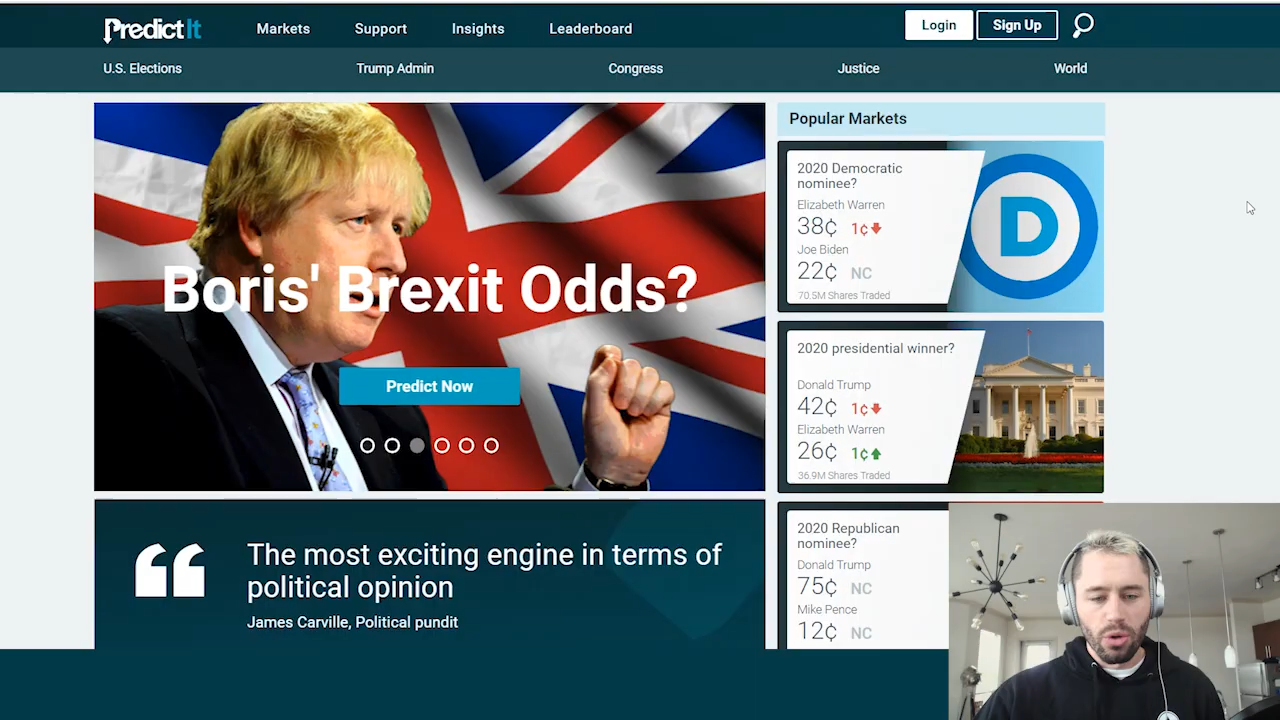 PredictIt
Markets
Support
Insights
Leaderboard
Login
Sign Up
U.S. Elections
Trump Admin
Congress
Justice
World
Boris' Brexit Odds?
Predict Now
“
The most exciting engine in terms of
political opinion
James Carville, Political pundit
Popular Markets
2020 Democratic
nominee?
Elizabeth Warren
38¢ 1¢
Joe Biden
22¢ NC
70.5M Shares Traded
D
2020 presidential winner?
Donald Trump
42¢ 1¢
Elizabeth Warren
26¢ 1¢
36.9M Shares Traded
2020 Republican
nominee?
Donald Trump
75¢ NC
Mike Pence
12¢ NC